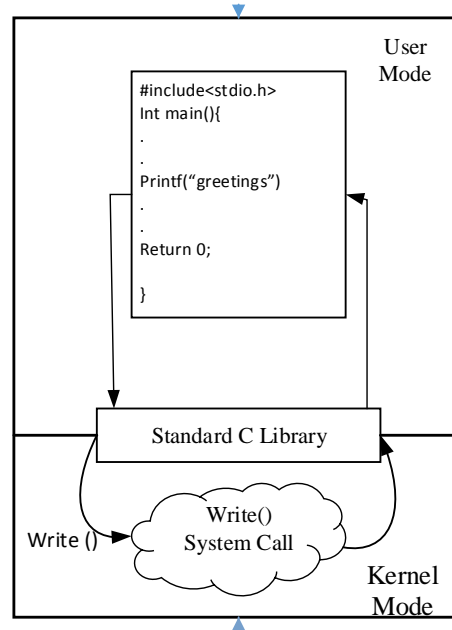 User
Mode
#include<stdio.h>
Int main(){
.
.
Printf(“greetings”)
.
.
Return 0;
}
Standard C Library
Write ()
Write()
System Call
Kernel
Mode